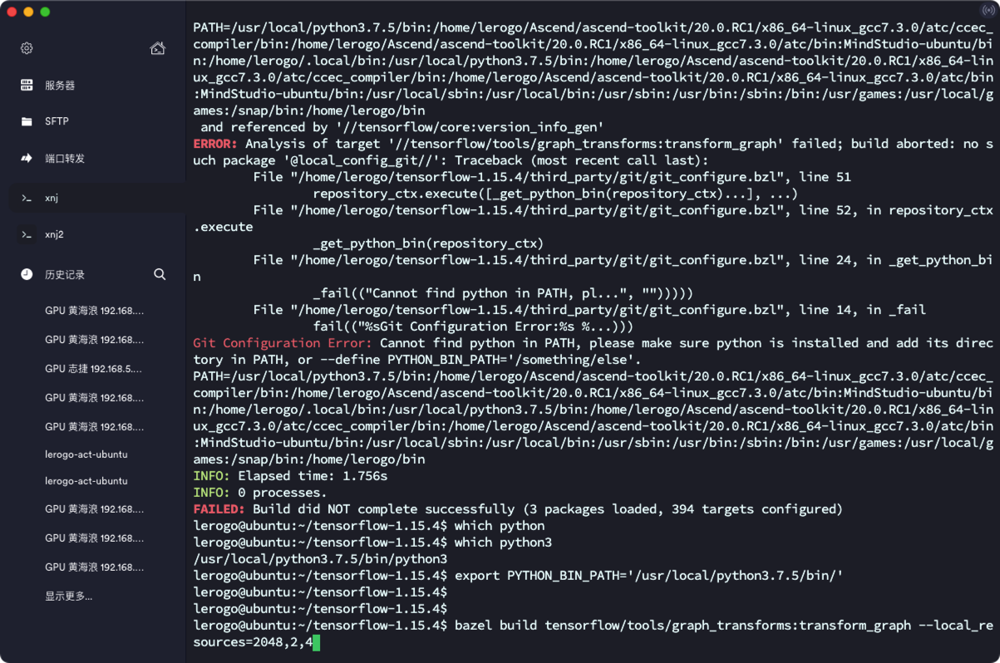 服务器
SFTP
端口转发
xnj
xnj2
历史记录
GPU 黄海浪 192.168....
GPU 黄海浪 192.168....
GPU 志捷 192.168.5....
GPU 黄海浪 192.168....
GPU 黄海浪 192.168....
lerogo-act-ubuntu
lerogo-act-ubuntu
GPU 黄海浪 192.168....
GPU 黄海浪 192.168....
GPU 黄海浪 192.168....
显示更多...
PATH=/usr/local/python3.7.5/bin:/home/lerogo/Ascend/ascend-toolkit/20.0.RC1/x86_64-linux_gcc7.3.0/atc/ccec_
compiler/bin:/home/lerogo/Ascend/ascend-toolkit/20.0.RC1/x86_64-linux_gcc7.3.0/atc/bin:MindStudio-ubuntu/bi
n:/home/lerogo/.local/bin:/usr/local/python3.7.5/bin:/home/lerogo/Ascend/ascend-toolkit/20.0.RC1/x86_64-lin
ux_gcc7.3.0/atc/ccec_compiler/bin:/home/lerogo/Ascend/ascend-toolkit/20.0.RC1/x86_64-linux_gcc7.3.0/atc/bin
:MindStudio-ubuntu/bin:/usr/local/sbin:/usr/local/bin:/usr/sbin:/usr/bin:/sbin:/bin:/usr/games:/usr/local/g
ames:/snap/bin:/home/lerogo/bin
 and referenced by '//tensorflow/core:version_info_gen'
ERROR: Analysis of target '//tensorflow/tools/graph_transforms:transform_graph' failed; build aborted: no s
uch package '@local_config_git//': Traceback (most recent call last):
        File "/home/lerogo/tensorflow-1.15.4/third_party/git/git_configure.bzl", line 51
                repository_ctx.execute([_get_python_bin(repository_ctx)...], ...)
        File "/home/lerogo/tensorflow-1.15.4/third_party/git/git_configure.bzl", line 52, in repository_ctx
.execute
                _get_python_bin(repository_ctx)
        File "/home/lerogo/tensorflow-1.15.4/third_party/git/git_configure.bzl", line 24, in _get_python_bi
n
                _fail(("Cannot find python in PATH, pl...", "")))))
        File "/home/lerogo/tensorflow-1.15.4/third_party/git/git_configure.bzl", line 14, in _fail
                fail(("%sGit Configuration Error:%s %...)))
Git Configuration Error: Cannot find python in PATH, please make sure python is installed and add its direc
tory in PATH, or --define PYTHON_BIN_PATH='/something/else'.
PATH=/usr/local/python3.7.5/bin:/home/lerogo/Ascend/ascend-toolkit/20.0.RC1/x86_64-linux_gcc7.3.0/atc/ccec_
compiler/bin:/home/lerogo/Ascend/ascend-toolkit/20.0.RC1/x86_64-linux_gcc7.3.0/atc/bin:MindStudio-ubuntu/bi
n:/home/lerogo/.local/bin:/usr/local/python3.7.5/bin:/home/lerogo/Ascend/ascend-toolkit/20.0.RC1/x86_64-lin
ux_gcc7.3.0/atc/ccec_compiler/bin:/home/lerogo/Ascend/ascend-toolkit/20.0.RC1/x86_64-linux_gcc7.3.0/atc/bin
:MindStudio-ubuntu/bin:/usr/local/sbin:/usr/local/bin:/usr/sbin:/usr/bin:/sbin:/bin:/usr/games:/usr/local/g
ames:/snap/bin:/home/lerogo/bin
INFO: Elapsed time: 1.756s
INFO: 0 processes.
FAILED: Build did NOT complete successfully (3 packages loaded, 394 targets configured)
lerogo@ubuntu:~/tensorflow-1.15.4$ which python
lerogo@ubuntu:~/tensorflow-1.15.4$ which python3
/usr/local/python3.7.5/bin/python3
lerogo@ubuntu:~/tensorflow-1.15.4$ export PYTHON_BIN_PATH='/usr/local/python3.7.5/bin/'
lerogo@ubuntu:~/tensorflow-1.15.4$
lerogo@ubuntu:~/tensorflow-1.15.4$
lerogo@ubuntu:~/tensorflow-1.15.4$ bazel build tensorflow/tools/graph_transforms:transform_graph --local_re
sources=2048,2,4